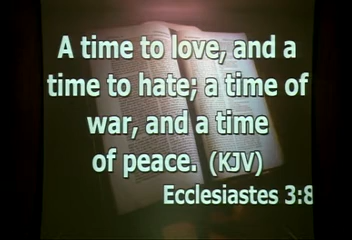 A time to love, and a
time to hate; a time of
war, and a time
of peace. (KJV)
Ecclesiastes 3:8